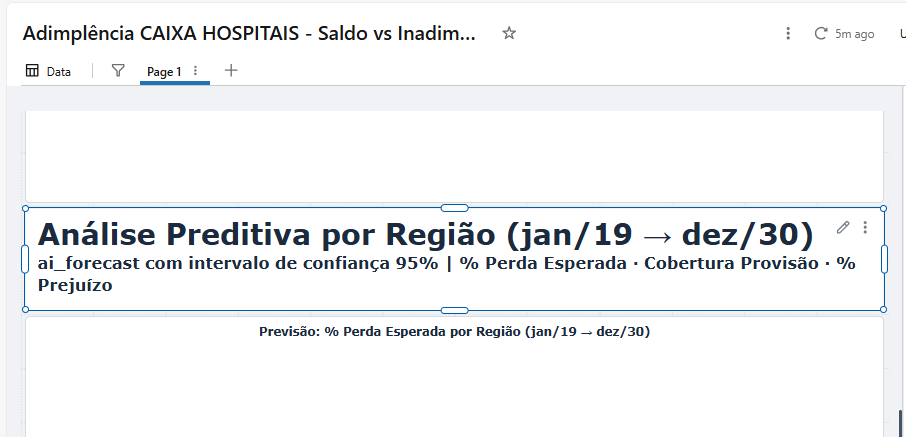 Adimplência CAIXA HOSPITAIS - Saldo vs Inadim...
5m ago
Data
Page 1
Análise Preditiva por Região (jan/19 → dez/30)
ai_forecast com intervalo de confiança 95% | % Perda Esperada · Cobertura Provisão · %
Prejuízo
Previsão: % Perda Esperada por Região (jan/19 → dez/30)